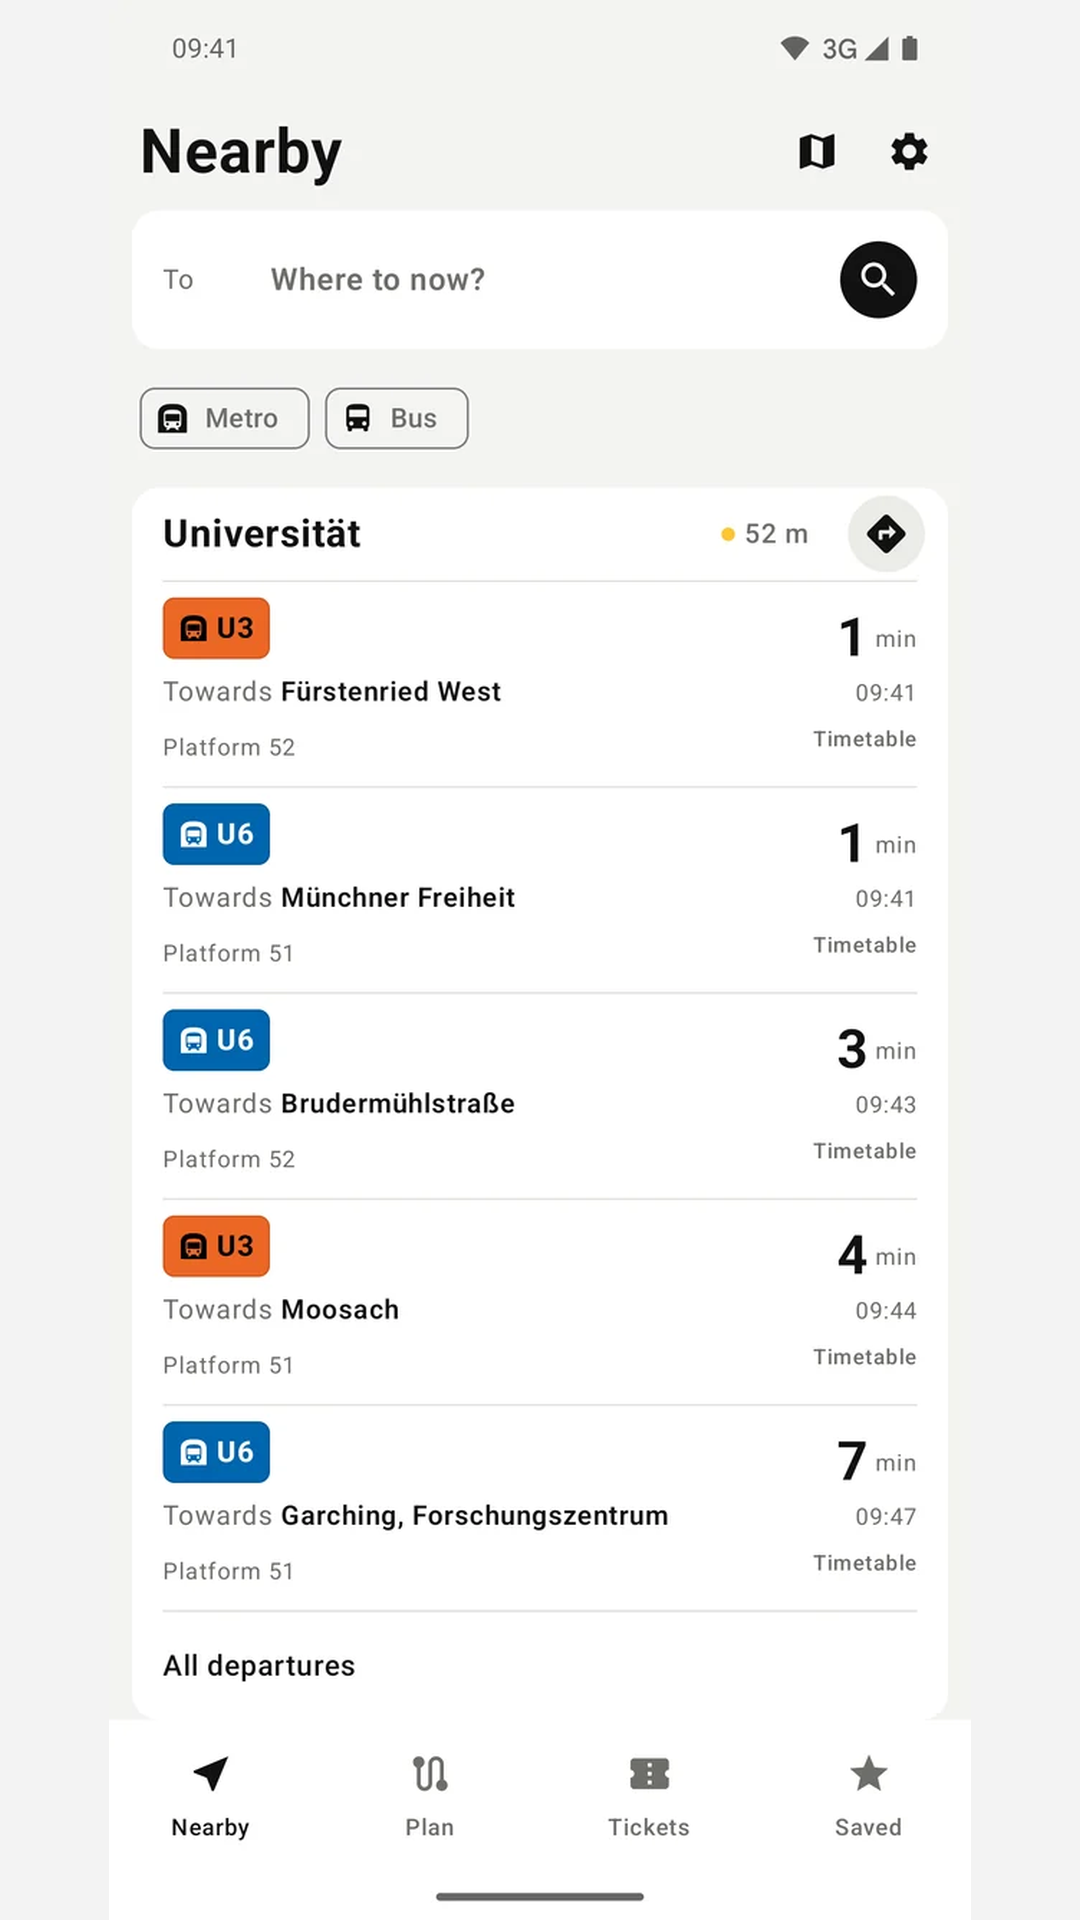 09:41 3G
Nearby
To Where to now?
Metro Bus
Universität 52 m
U3 1 min
Towards Fürstenried West 09:41
Platform 52 Timetable
U6 1 min
Towards Münchner Freiheit 09:41
Platform 51 Timetable
U6 3 min
Towards Brudermühlstraße 09:43
Platform 52 Timetable
U3 4 min
Towards Moosach 09:44
Platform 51 Timetable
U6 7 min
Towards Garching, Forschungszentrum 09:47
Platform 51 Timetable
All departures
Nearby Plan Tickets Saved